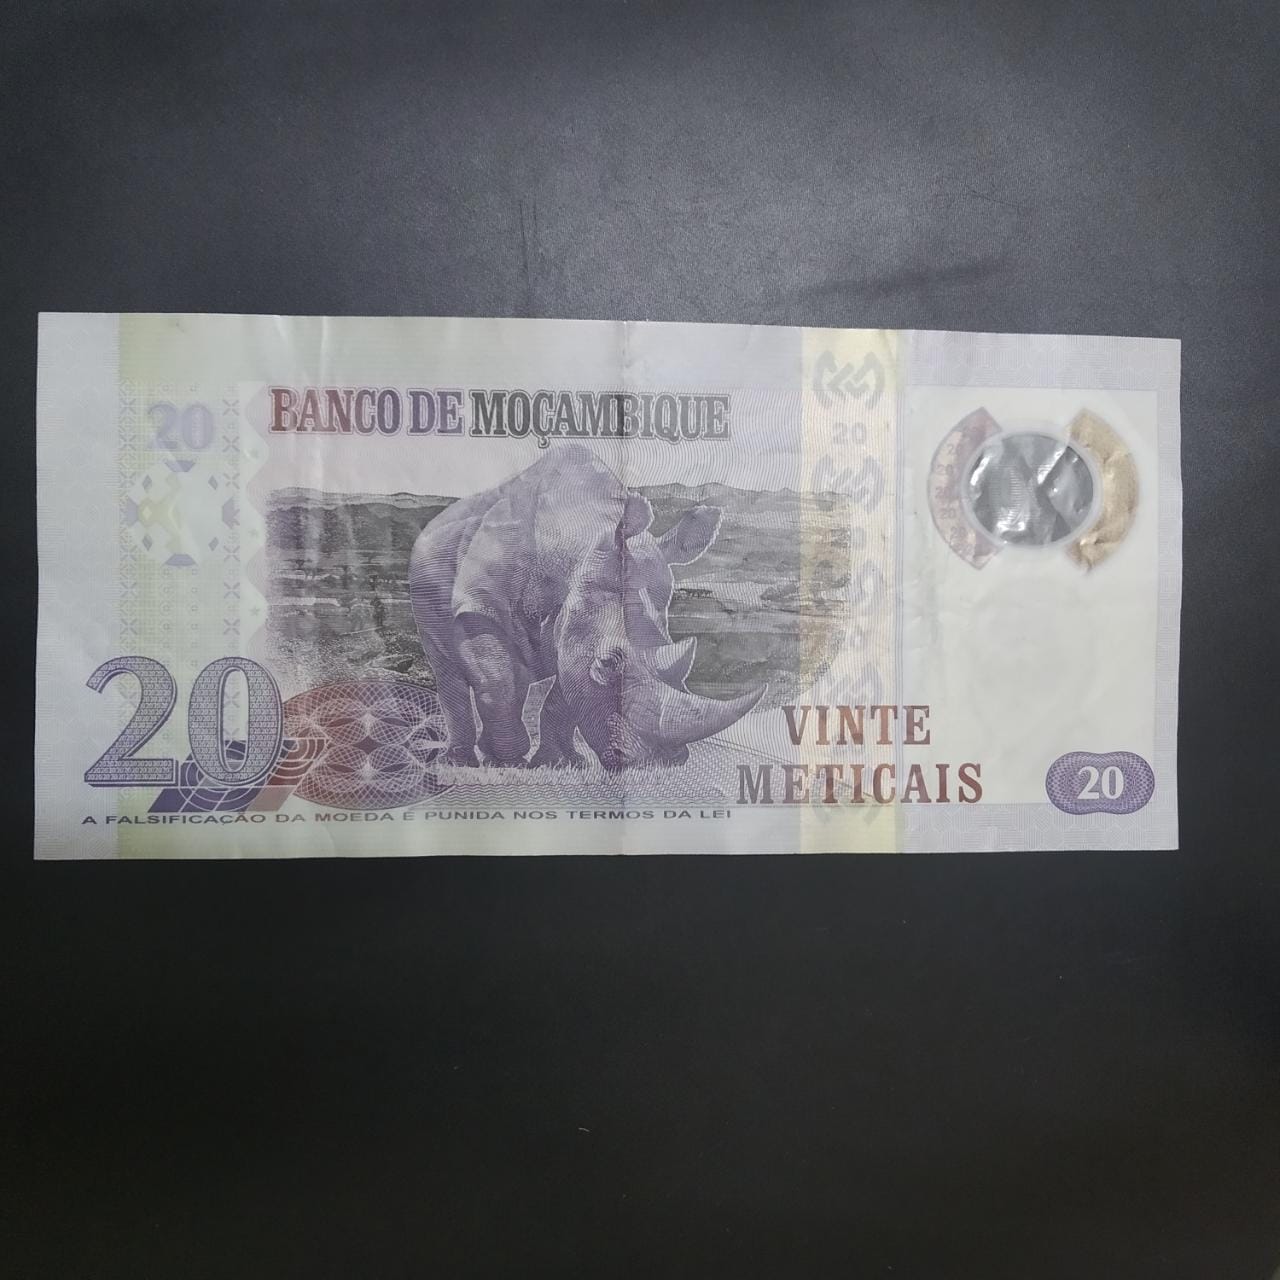 20
BANCO DE MOÇAMBIQUE
20
20
VINTE
METICAIS
20
A FALSIFICAÇÃO DA MOEDA É PUNIDA NOS TERMOS DA LEI